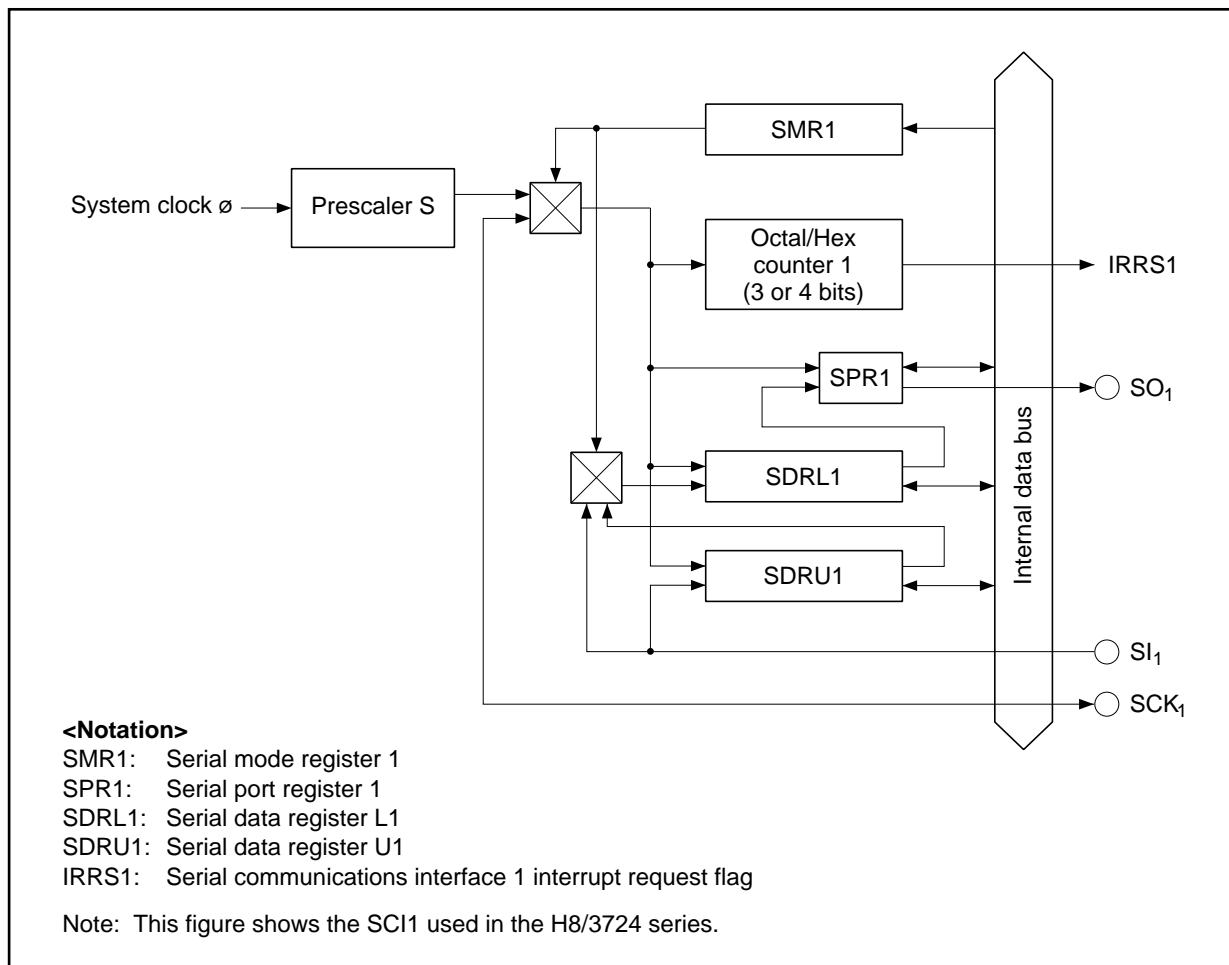 SMR1
System clock ø
Prescaler S
Octal/Hex
counter 1
(3 or 4 bits)
IRRS1
SPR1
SO1
SDRL1
Internal data bus
SDRU1
SI1
SCK1
<Notation>
SMR1: Serial mode register 1
SPR1: Serial port register 1
SDRL1: Serial data register L1
SDRU1: Serial data register U1
IRRS1: Serial communications interface 1 interrupt request flag
Note: This figure shows the SCI1 used in the H8/3724 series.